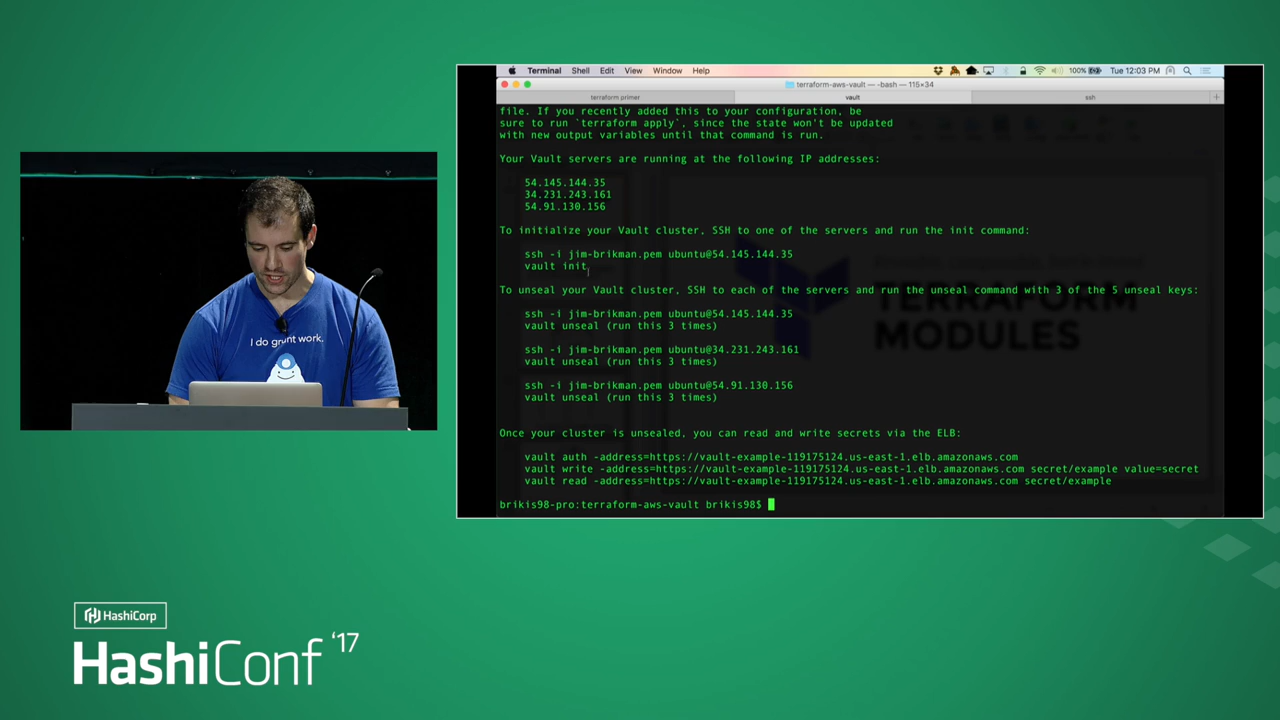 Terminal Shell Edit View Window Help 100% Tue 12:03 PM
terraform-aws-vault — -bash — 115×34
terraform primer vault ssh
file. If you recently added this to your configuration, be
sure to run `terraform apply`, since the state won't be updated
with new output variables until that command is run.
Your Vault servers are running at the following IP addresses:
54.145.144.35
34.231.243.161
54.91.130.156
To initialize your Vault cluster, SSH to one of the servers and run the init command:
ssh -i jim-brikman.pem ubuntu@54.145.144.35
vault init
To unseal your Vault cluster, SSH to each of the servers and run the unseal command with 3 of the 5 unseal keys:
ssh -i jim-brikman.pem ubuntu@54.145.144.35
vault unseal (run this 3 times)
ssh -i jim-brikman.pem ubuntu@34.231.243.161
vault unseal (run this 3 times)
ssh -i jim-brikman.pem ubuntu@54.91.130.156
vault unseal (run this 3 times)
Once your cluster is unsealed, you can read and write secrets via the ELB:
vault auth -address=https://vault-example-119175124.us-east-1.elb.amazonaws.com
vault write -address=https://vault-example-119175124.us-east-1.elb.amazonaws.com secret/example value=secret
vault read -address=https://vault-example-119175124.us-east-1.elb.amazonaws.com secret/example
brikis98-pro:terraform-aws-vault brikis98$
TERRAFORM
MODULES
I do grunt work.
HashiCorp
HashiConf '17